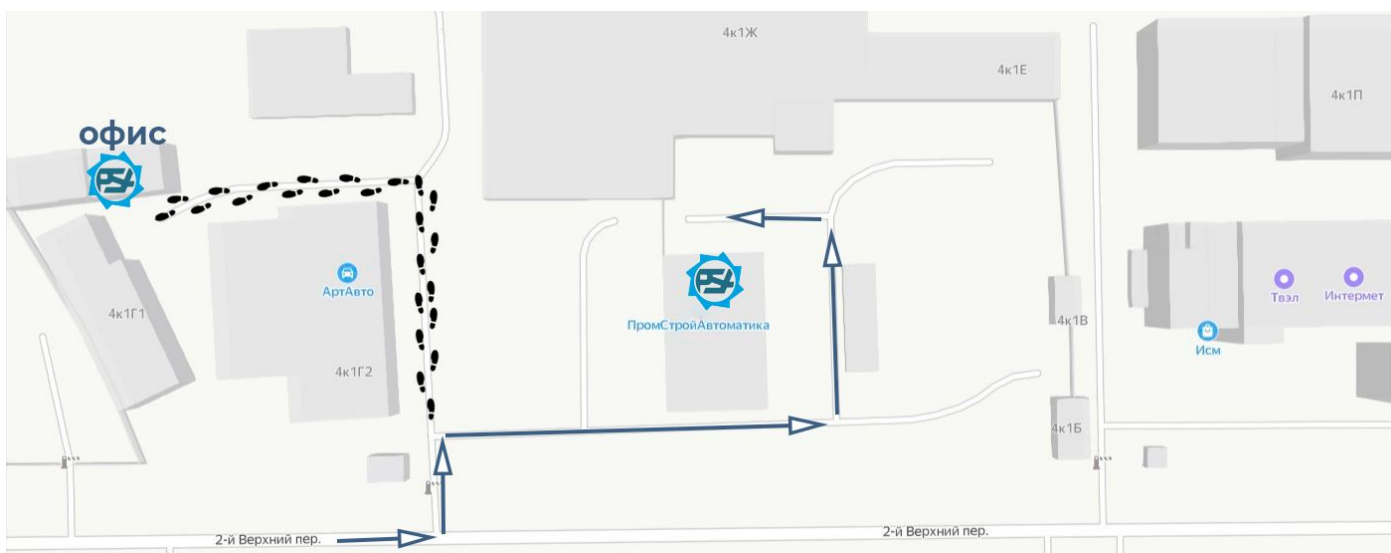 4к1Ж
4к1Е
4к1П
офис
АртАвто
4к1Г1
4к1Г2
ПромСтройАвтоматика
4к1В
Твэл
Интермет
Исм
4к1Б
2-й Верхний пер.
2-й Верхний пер.